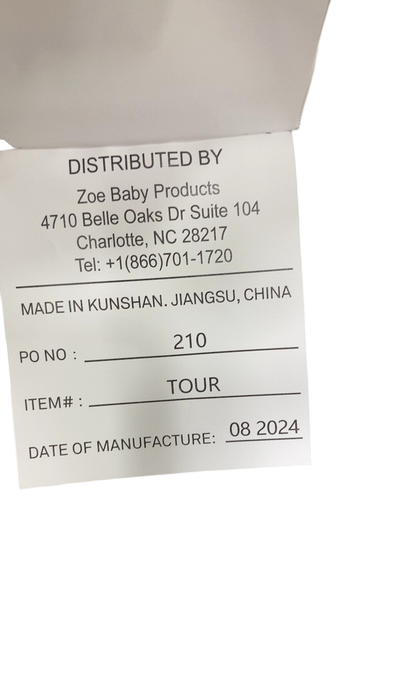 DISTRIBUTED BY
Zoe Baby Products
4710 Belle Oaks Dr Suite 104
Charlotte, NC 28217
Tel: +1(866)701-1720
MADE IN KUNSHAN. JIANGSU, CHINA
PO NO : 210
ITEM# : TOUR
DATE OF MANUFACTURE: 08 2024